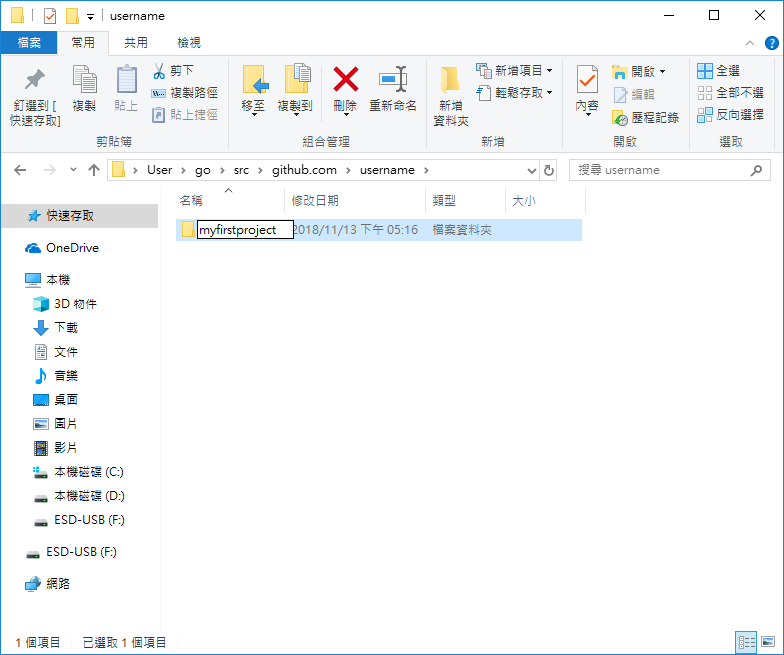 username
檔案 常用 共用 檢視
釘選到 [
快速存取]
複製
貼上
剪下
複製路徑
貼上捷徑
剪貼簿
移至
複製到
刪除
重新命名
組合管理
新增
資料夾
新增項目
輕鬆存取
新增
內容
開啟
編輯
歷程記錄
開啟
全選
全部不選
反向選擇
選取
User › go › src › github.com › username ›
搜尋 username
名稱 修改日期 類型 大小
myfirstproject 2018/11/13 下午 05:16 檔案資料夾
快速存取
OneDrive
本機
3D 物件
下載
文件
音樂
桌面
圖片
影片
本機磁碟 (C:)
本機磁碟 (D:)
ESD-USB (F:)
ESD-USB (F:)
網路
1 個項目 已選取 1 個項目